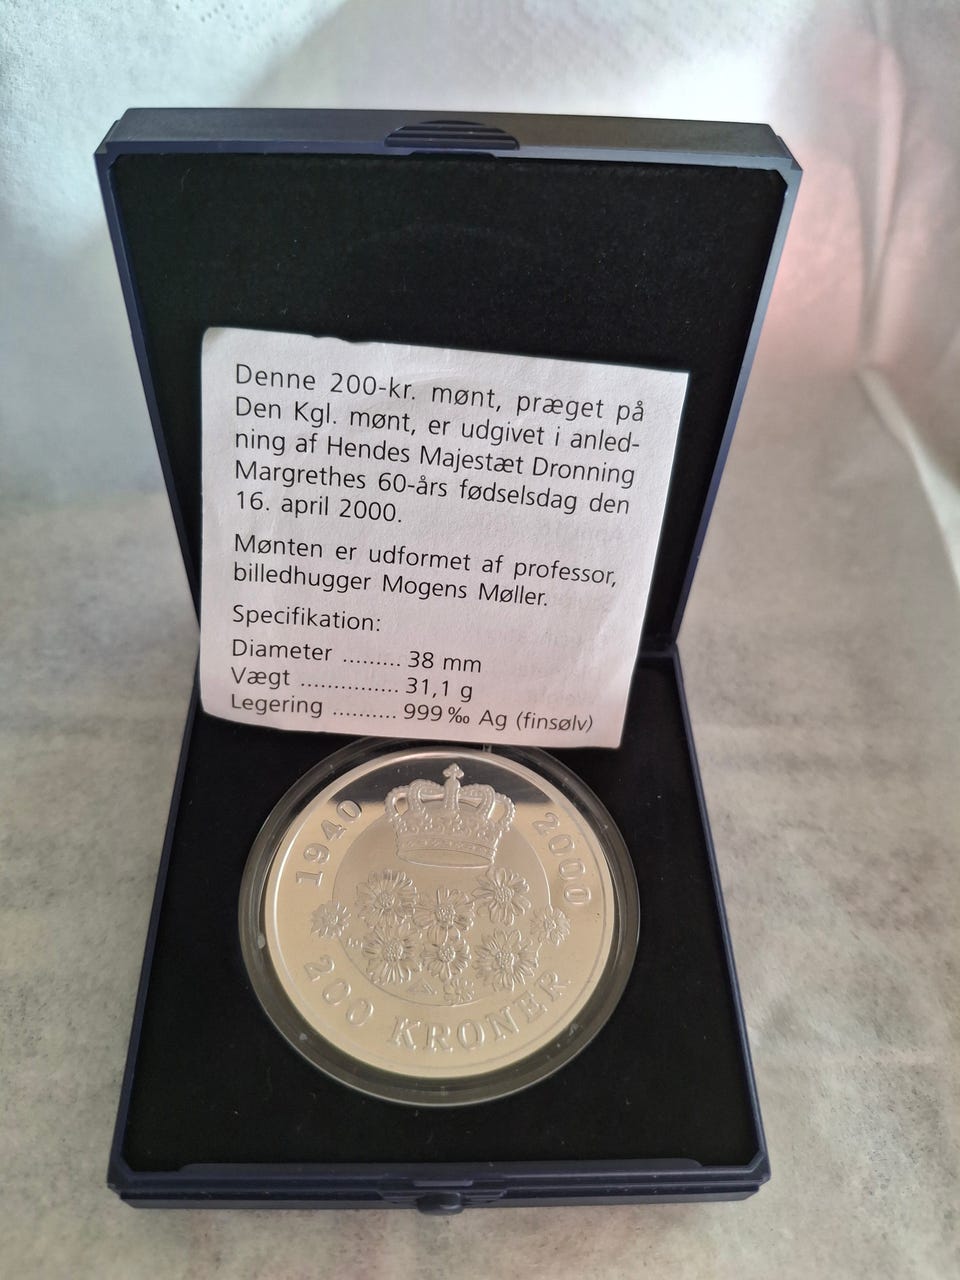 Denne 200-kr. mønt, præget på
Den Kgl. mønt, er udgivet i anled-
ning af Hendes Majestæt Dronning
Margrethes 60-års fødselsdag den
16. april 2000.
Mønten er udformet af professor,
billedhugger Mogens Møller.
Specifikation:
Diameter ......... 38 mm
Vægt ............... 31,1 g
Legering .......... 999 ‰ Ag (finsølv)
1940 2000
200 KRONER